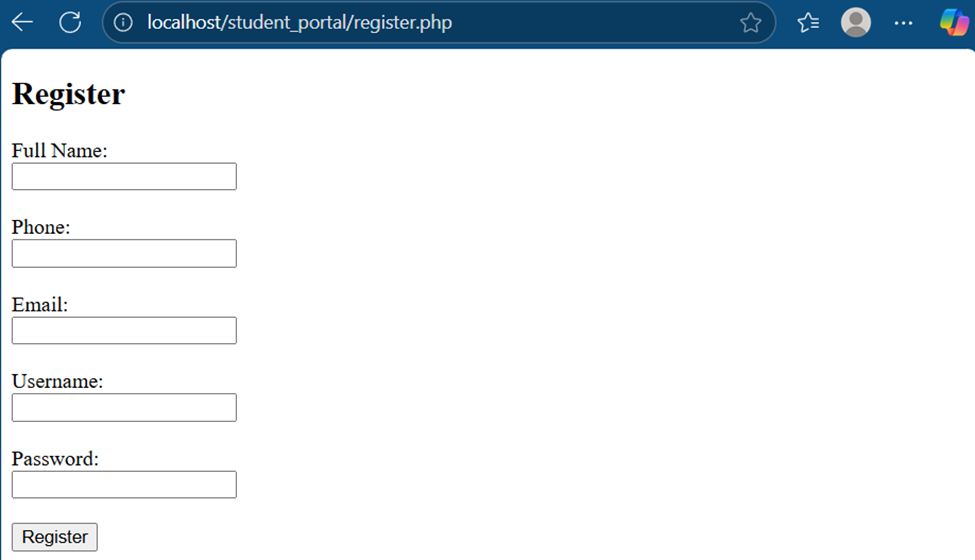 localhost/student_portal/register.php
Register
Full Name:
Phone:
Email:
Username:
Password:
Register